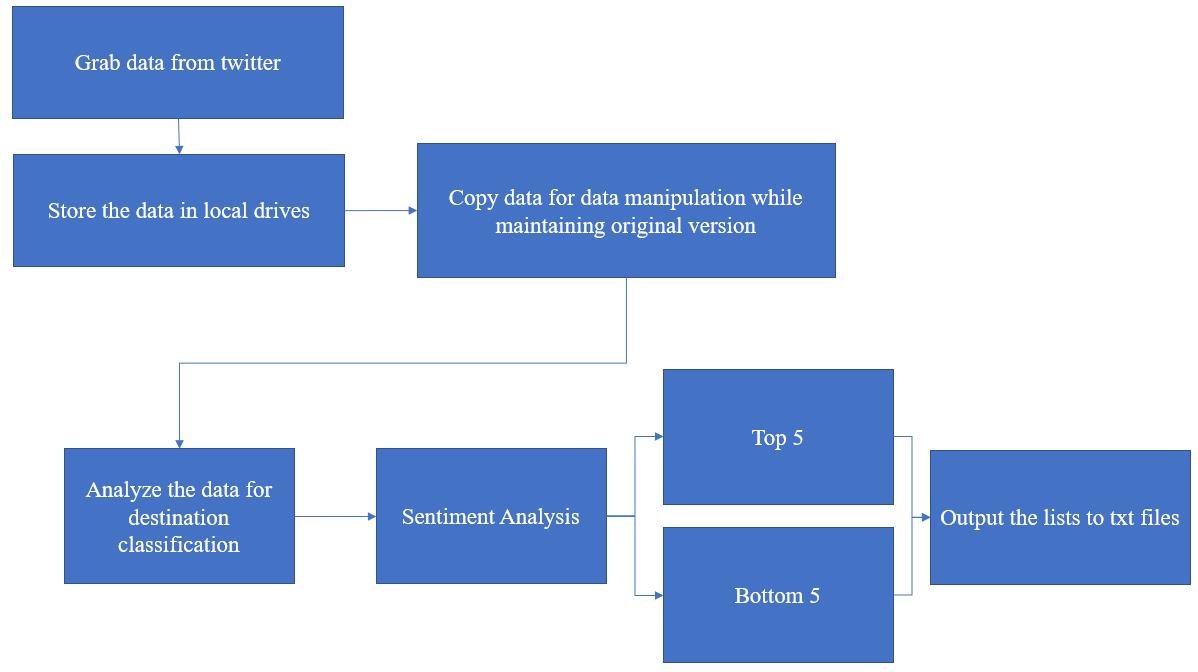 Grab data from twitter
Store the data in local drives
Copy data for data manipulation while
maintaining original version
Analyze the data for
destination
classification
Sentiment Analysis
Top 5
Bottom 5
Output the lists to txt files